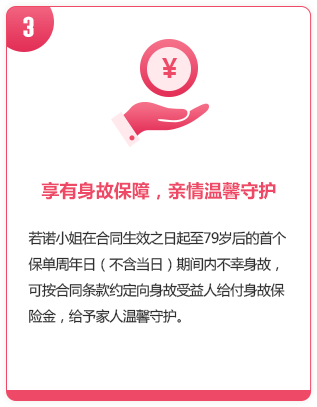 3
¥
享有身故保障，亲情温馨守护
若诺小姐在合同生效之日起至79岁后的首个
保单周年日（不含当日）期间内不幸身故，
可按合同条款约定向身故受益人给付身故保
险金，给予家人温馨守护。